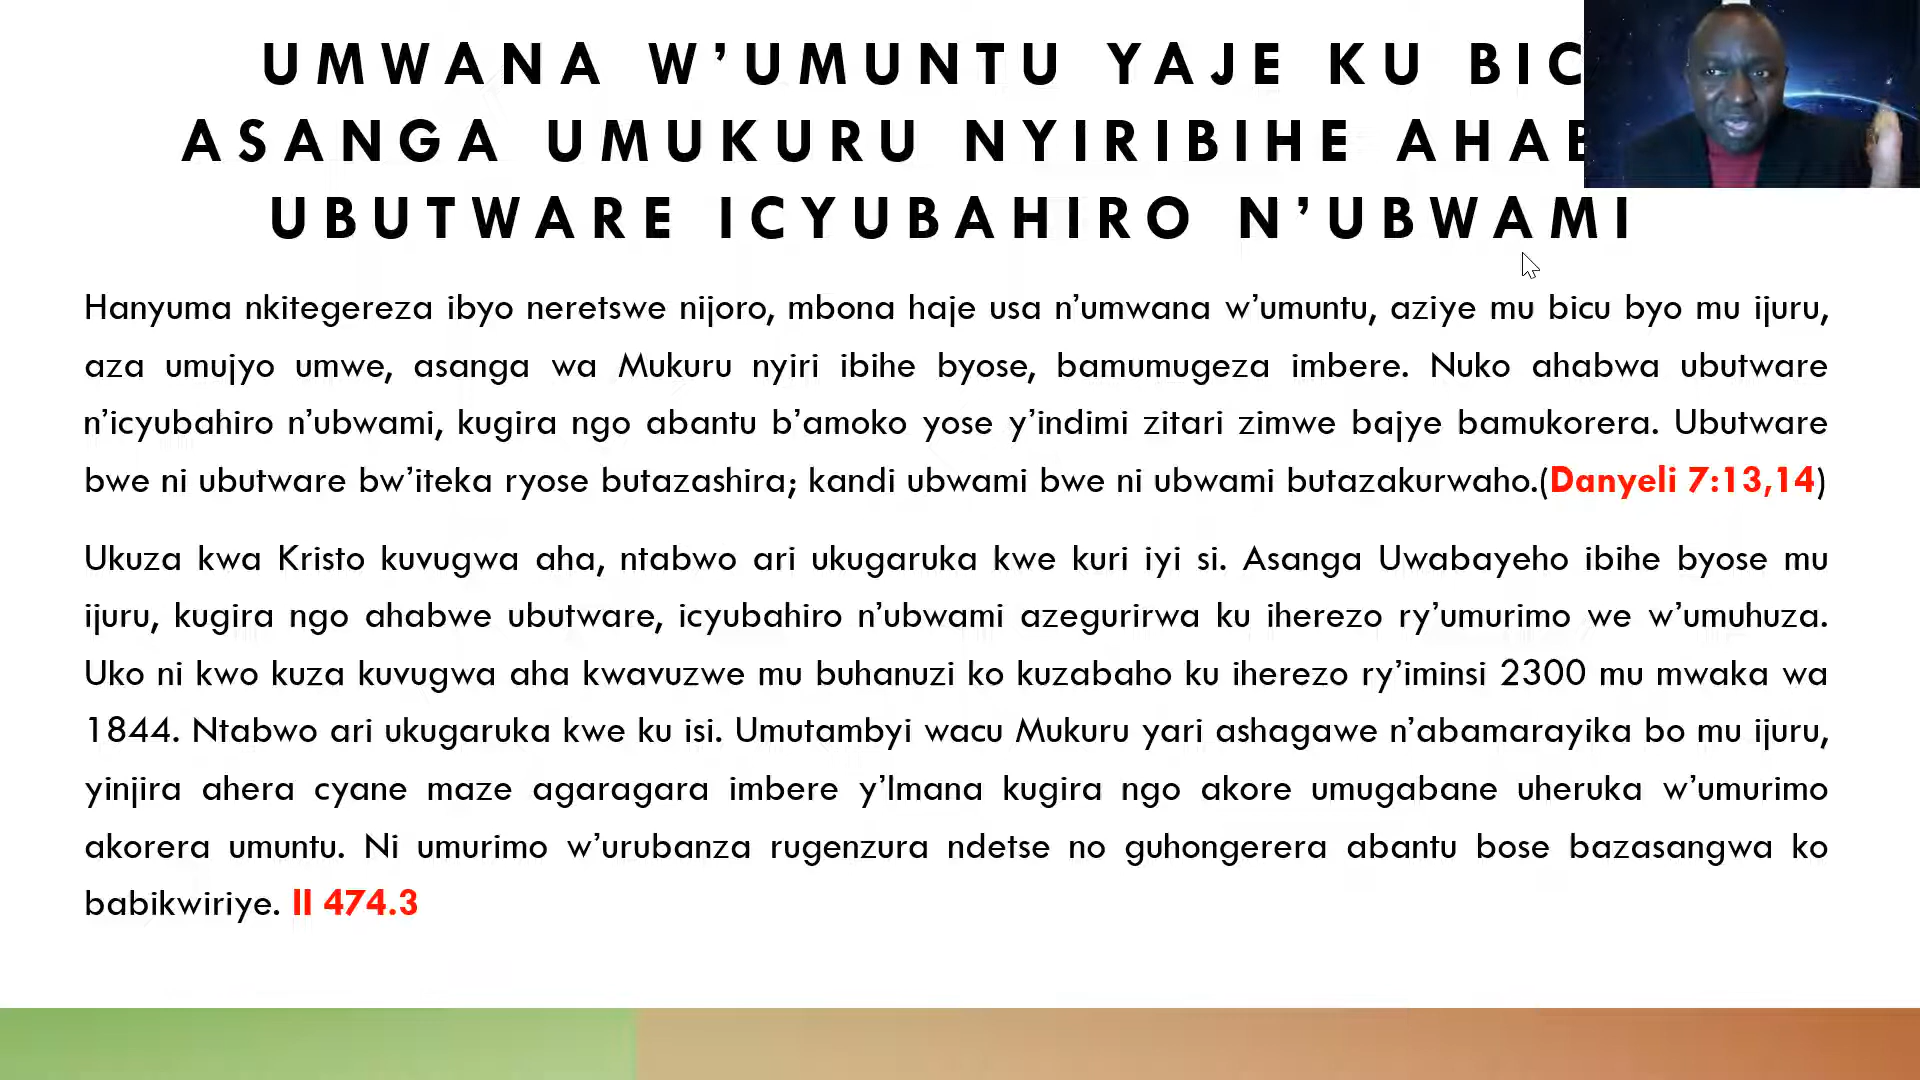 UMWANA W’UMUNTU YAJE KU
ASANGA UMUKURU NYIRIBIHE
UBUTWARE ICYUBAHIRO N’UBWAMI
Hanyuma nkitegereza ibyo neretswe nijoro, mbona haje usa n’umwana w’umuntu, aziye mu bicu byo mu ijuru,
aza umujyo umwe, asanga wa Mukuru nyiri ibihe byose, bamumugeza imbere. Nuko ahabwa ubutware
n’icyubahiro n’ubwami, kugira ngo abantu b’amoko yose y’indimi zitari zimwe bajye bamukorera. Ubutware
bwe ni ubutware bw’iteka ryose butazashira; kandi ubwami bwe ni ubwami butazakurwaho.(Danyeli 7:13,14)
Ukuza kwa Kristo kuvugwa aha, ntabwo ari ukugaruka kwe kuri iyi si. Asanga Uwabayeho ibihe byose mu
ijuru, kugira ngo ahabwe ubutware, icyubahiro n’ubwami azegurirwa ku iherezo ry’umurimo we w’umuhuza.
Uko ni kwo kuza kuvugwa aha kwavuzwe mu buhanuzi ko kuzabaho ku iherezo ry’iminsi 2300 mu mwaka wa
1844. Ntabwo ari ukugaruka kwe ku isi. Umutambyi wacu Mukuru yari ashagawe n’abamarayika bo mu ijuru,
yinjira ahera cyane maze agaragara imbere y’Imana kugira ngo akore umugabane uheruka w’umurimo
akorera umuntu. Ni umurimo w’urubanza rugenzura ndetse no guhongerera abantu bose bazasangwa ko
babikwiriye. II 474.3